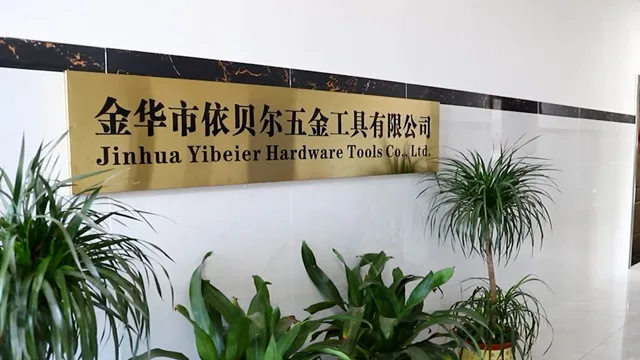 金华市依贝尔五金工具有限公司
Jinhua Yibeier Hardware Tools Co., Ltd.